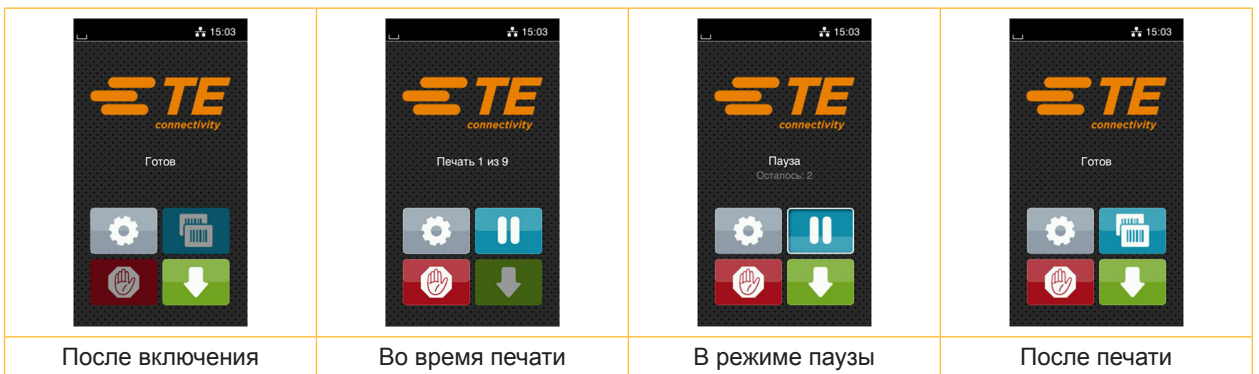 15:03
TE
connectivity
Готов
После включения
15:03
TE
connectivity
Печать 1 из 9
Во время печати
15:03
TE
connectivity
Пауза
Осталось: 2
В режиме паузы
15:03
TE
connectivity
Готов
После печати